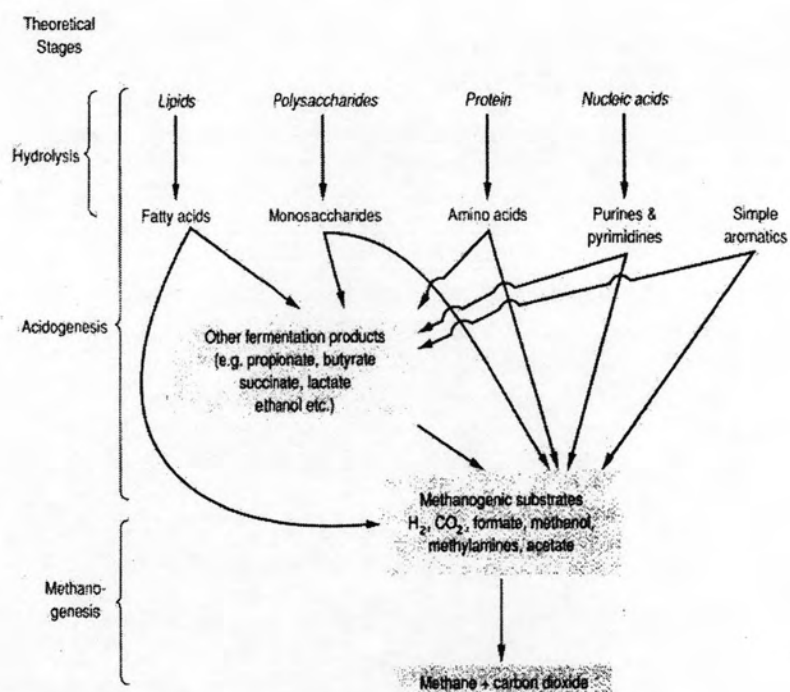 Theoretical
Stages
Lipids
Polysaccharides
Protein
Nucleic acids
Hydrolysis
Fatty acids
Monosaccharides
Amino acids
Purines &
pyrimidines
Simple
aromatics
Acidogenesis
Other fermentation products
(e.g. propionate, butyrate
succinate, lactate
ethanol etc.)
Methanogenic substrates
H₂, CO₂, formate, methenol,
methylamines, acetate
Methano-
genesis
Methane + carbon dioxide